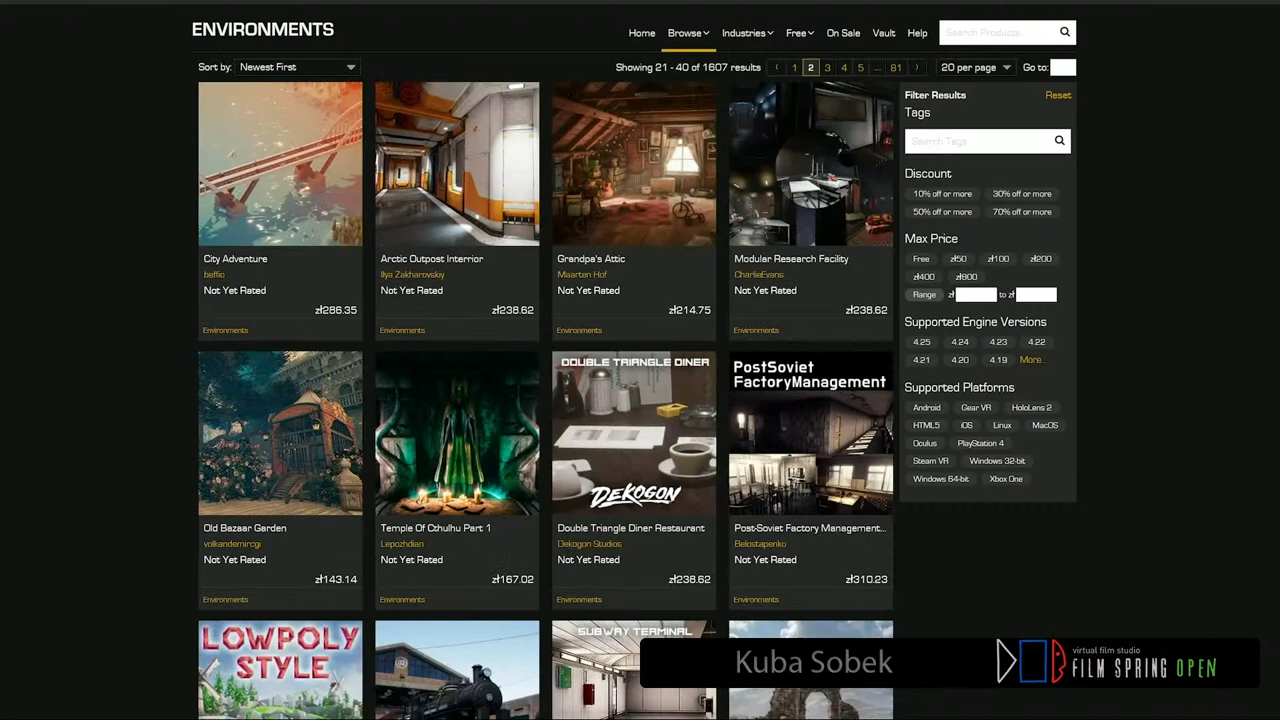 ENVIRONMENTS
Home Browse Industries Free On Sale Vault Help Search Products...
Sort by: Newest First
Showing 21 - 40 of 1607 results 1 2 3 4 5 ... 81 20 per page Go to:
City Adventure
beffio
Not Yet Rated
zł286.35
Environments
Arctic Outpost Interior
Ilya Zakharovskiy
Not Yet Rated
zł238.62
Environments
Grandpa's Attic
Maarten Hof
Not Yet Rated
zł214.75
Environments
Modular Research Facility
CharlieEvans
Not Yet Rated
zł238.62
Environments
Old Bazaar Garden
volkandemircgi
Not Yet Rated
zł143.14
Environments
Temple Of Cthulhu Part 1
Lepozhdian
Not Yet Rated
zł167.02
Environments
DOUBLE TRIANGLE DINER
DEKOGON
Double Triangle Diner Restaurant
Dekogon Studios
Not Yet Rated
zł238.62
Environments
PostSoviet
FactoryManagement
Post-Soviet Factory Management...
Belostapenko
Not Yet Rated
zł310.23
Environments
LOWPOLY
STYLE
SUBWAY TERMINAL
Filter Results Reset
Tags
Search Tags
Discount
10% off or more 30% off or more
50% off or more 70% off or more
Max Price
Free zł50 zł100 zł200
zł400 zł800
Range zł to zł
Supported Engine Versions
4.25 4.24 4.23 4.22
4.21 4.20 4.19 More...
Supported Platforms
Android Gear VR HoloLens 2
HTML5 iOS Linux MacOS
Oculus PlayStation 4
Steam VR Windows 32-bit
Windows 64-bit Xbox One
Kuba Sobek
virtual film studio
FILM SPRING OPEN